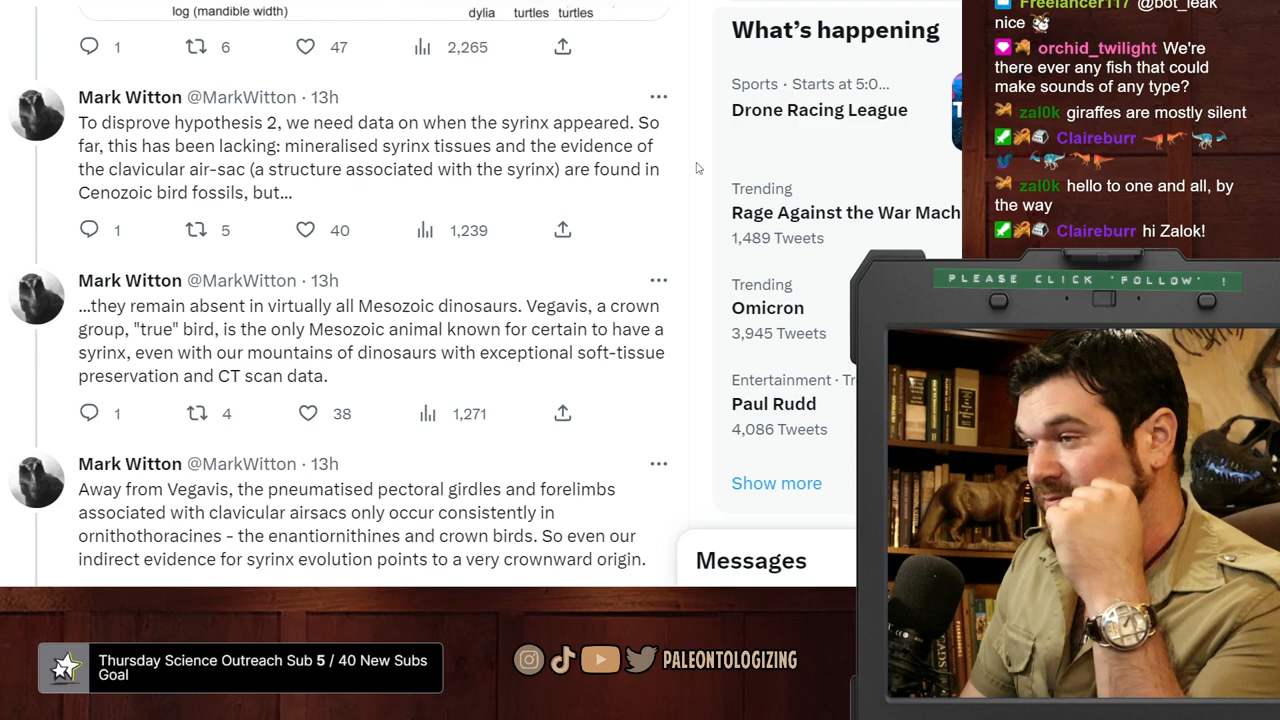 log (mandible width)
dylia turtles turtles
1 6 47 2,265
Mark Witton @MarkWitton · 13h
To disprove hypothesis 2, we need data on when the syrinx appeared. So
far, this has been lacking: mineralised syrinx tissues and the evidence of
the clavicular air-sac (a structure associated with the syrinx) are found in
Cenozoic bird fossils, but...
1 5 40 1,239
Mark Witton @MarkWitton · 13h
...they remain absent in virtually all Mesozoic dinosaurs. Vegavis, a crown
group, "true" bird, is the only Mesozoic animal known for certain to have a
syrinx, even with our mountains of dinosaurs with exceptional soft-tissue
preservation and CT scan data.
1 4 38 1,271
Mark Witton @MarkWitton · 13h
Away from Vegavis, the pneumatised pectoral girdles and forelimbs
associated with clavicular airsacs only occur consistently in
ornithothoracines - the enantiornithines and crown birds. So even our
indirect evidence for syrinx evolution points to a very crownward origin.
What's happening
Sports · Starts at 5:0...
Drone Racing League
Trending
Rage Against the War Mach
1,489 Tweets
Trending
Omicron
3,945 Tweets
Entertainment · Tr
Paul Rudd
4,086 Tweets
Show more
Messages
Freelancer117 @bot_leak
nice
orchid_twilight We're
there ever any fish that could
make sounds of any type?
zal0k giraffes are mostly silent
Claireburr
zal0k hello to one and all, by
the way
Claireburr hi Zalok!
PLEASE CLICK 'FOLLOW' !
Thursday Science Outreach Sub 5 / 40 New Subs
Goal
PALEONTOLOGIZING